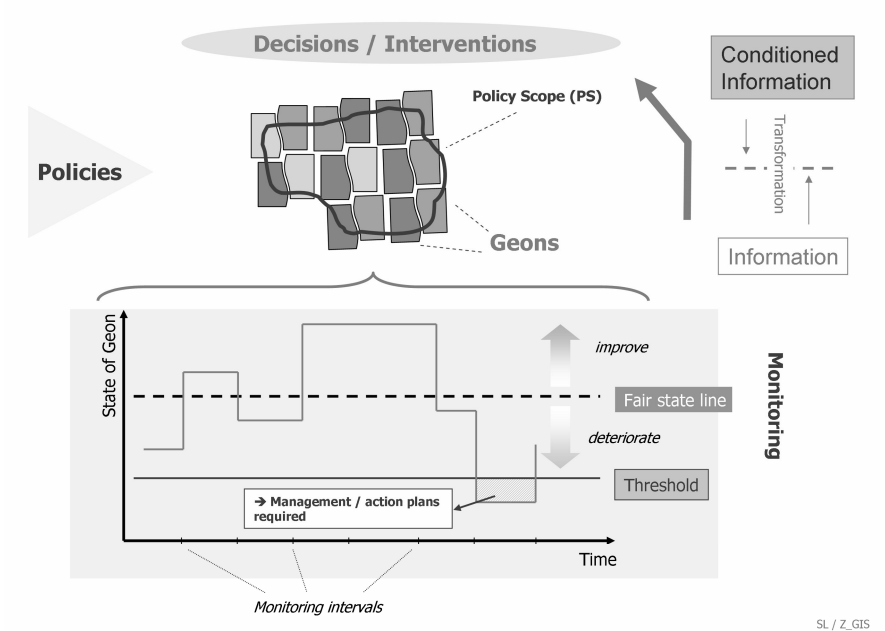 Decisions / Interventions
Conditioned
Information
Policy Scope (PS)
Transformation
Policies
Geons
Information
State of Geon
improve
Fair state line
deteriorate
Monitoring
Threshold
➔ Management / action plans
required
Time
Monitoring intervals
SL / Z_GIS